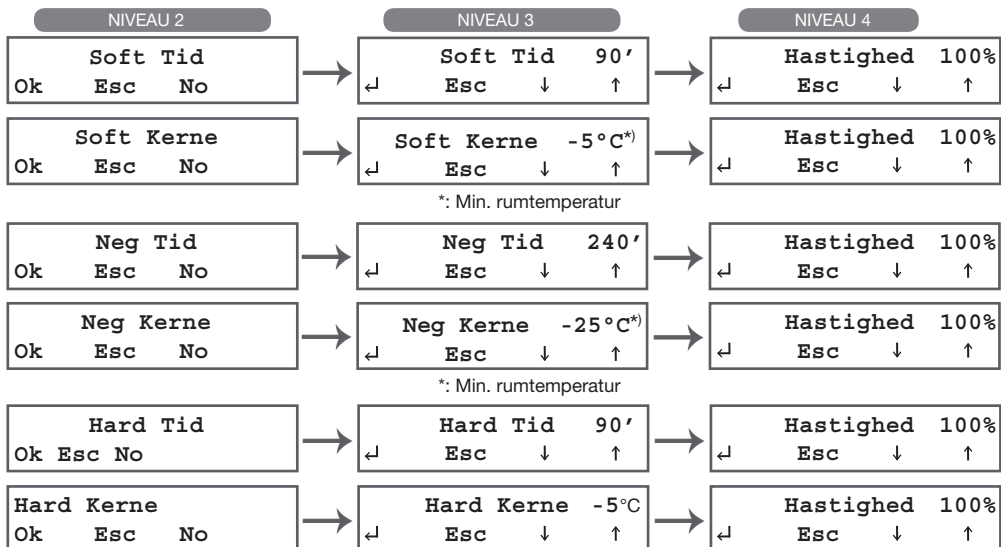 NIVEAU 2 NIVEAU 3 NIVEAU 4
Soft Tid Soft Tid 90′ Hastighed 100%
Ok Esc No ↵ Esc ↓ ↑ ↵ Esc ↓ ↑
Soft Kerne Soft Kerne -5°C*) Hastighed 100%
Ok Esc No ↵ Esc ↓ ↑ ↵ Esc ↓ ↑
*: Min. rumtemperatur
Neg Tid Neg Tid 240′ Hastighed 100%
Ok Esc No ↵ Esc ↓ ↑ ↵ Esc ↓ ↑
Neg Kerne Neg Kerne -25°C*) Hastighed 100%
Ok Esc No ↵ Esc ↓ ↑ ↵ Esc ↓ ↑
*: Min. rumtemperatur
Hard Tid Hard Tid 90′ Hastighed 100%
Ok Esc No ↵ Esc ↓ ↑ ↵ Esc ↓ ↑
Hard Kerne Hard Kerne -5°C Hastighed 100%
Ok Esc No ↵ Esc ↓ ↑ ↵ Esc ↓ ↑